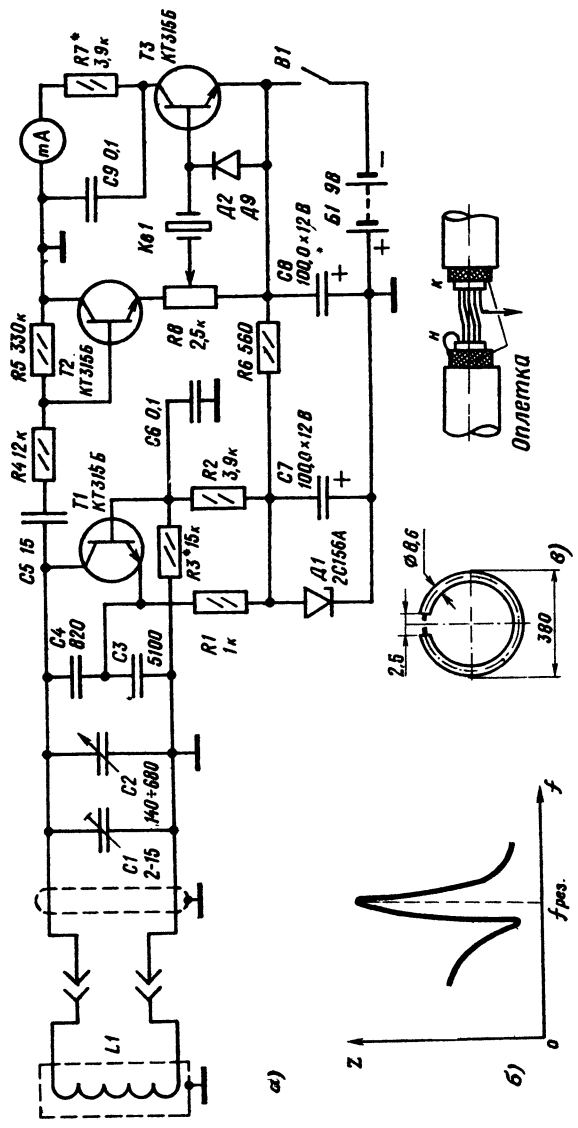 L1
C1
2-15
C2
140÷680
C4
820
C3
5100
C5 15
T1
КТ315Б
R1
1к
R3*15к
R2
3,9к
C6 0,1
R4 12к
R5 330к
T2
КТ315Б
R8
2,5к
Кв1
R6 560
Д1
2С156А
C7
100,0×12В
C8
100,0×12В
mA
C9 0,1
R7*
3,9к
T3
КТ315Б
Д2
Д9
В1
Б1 9В
+
+
+
−
а)
Z
0
fрез.
f
б)
2,5
Ø8,6
380
в)
н
к
Оплетка